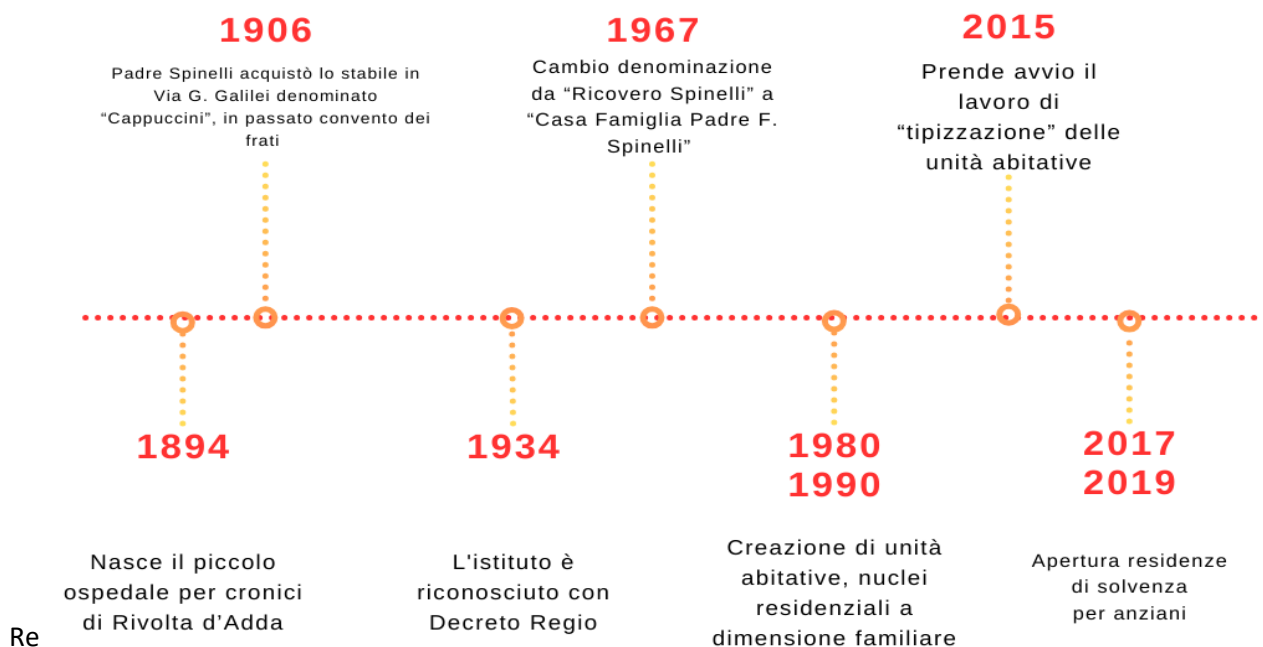 1906
Padre Spinelli acquistò lo stabile in
Via G. Galilei denominato
“Cappuccini”, in passato convento dei
frati
1967
Cambio denominazione
da “Ricovero Spinelli” a
“Casa Famiglia Padre F.
Spinelli”
2015
Prende avvio il
lavoro di
“tipizzazione” delle
unità abitative
1894
Nasce il piccolo
ospedale per cronici
di Rivolta d’Adda
1934
L'istituto è
riconosciuto con
Decreto Regio
1980
1990
Creazione di unità
abitative, nuclei
residenziali a
dimensione familiare
2017
2019
Apertura residenze
di solvenza
per anziani
Re